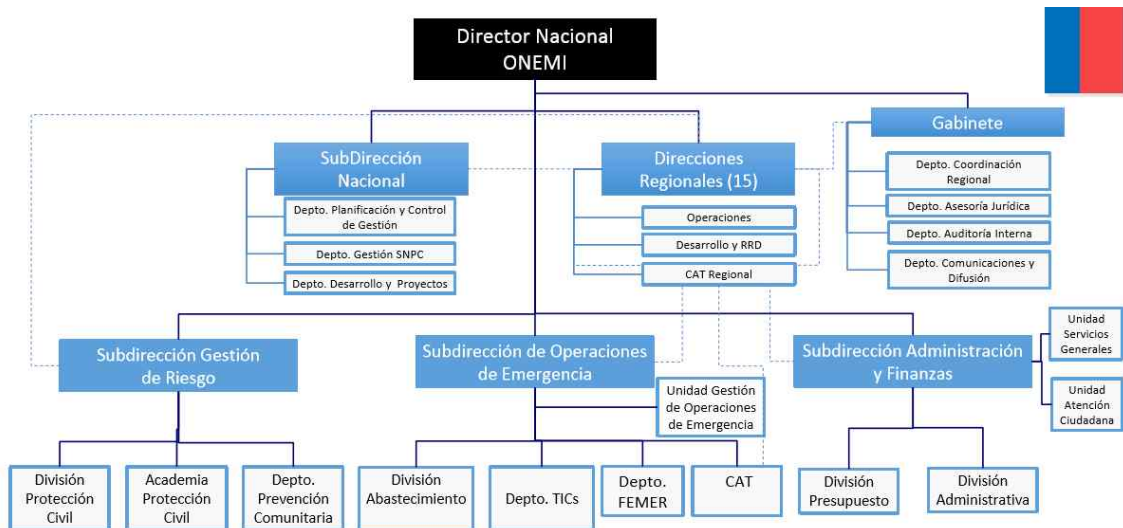 Director Nacional
ONEMI
Gabinete
SubDirección
Nacional
Direcciones
Regionales (15)
Depto. Coordinación
Regional
Depto. Asesoría Jurídica
Depto. Auditoría Interna
Depto. Comunicaciones y
Difusión
Depto. Planificación y Control
de Gestión
Depto. Gestión SNPC
Depto. Desarrollo y Proyectos
Operaciones
Desarrollo y RRD
CAT Regional
Subdirección Gestión
de Riesgo
Subdirección de Operaciones
de Emergencia
Subdirección Administración
y Finanzas
Unidad
Servicios
Generales
Unidad
Atención
Ciudadana
Unidad Gestión
de Operaciones
de Emergencia
División
Protección
Civil
Academia
Protección
Civil
Depto.
Prevención
Comunitaria
División
Abastecimiento
Depto. TICs
Depto.
FEMER
CAT
División
Presupuesto
División
Administrativa